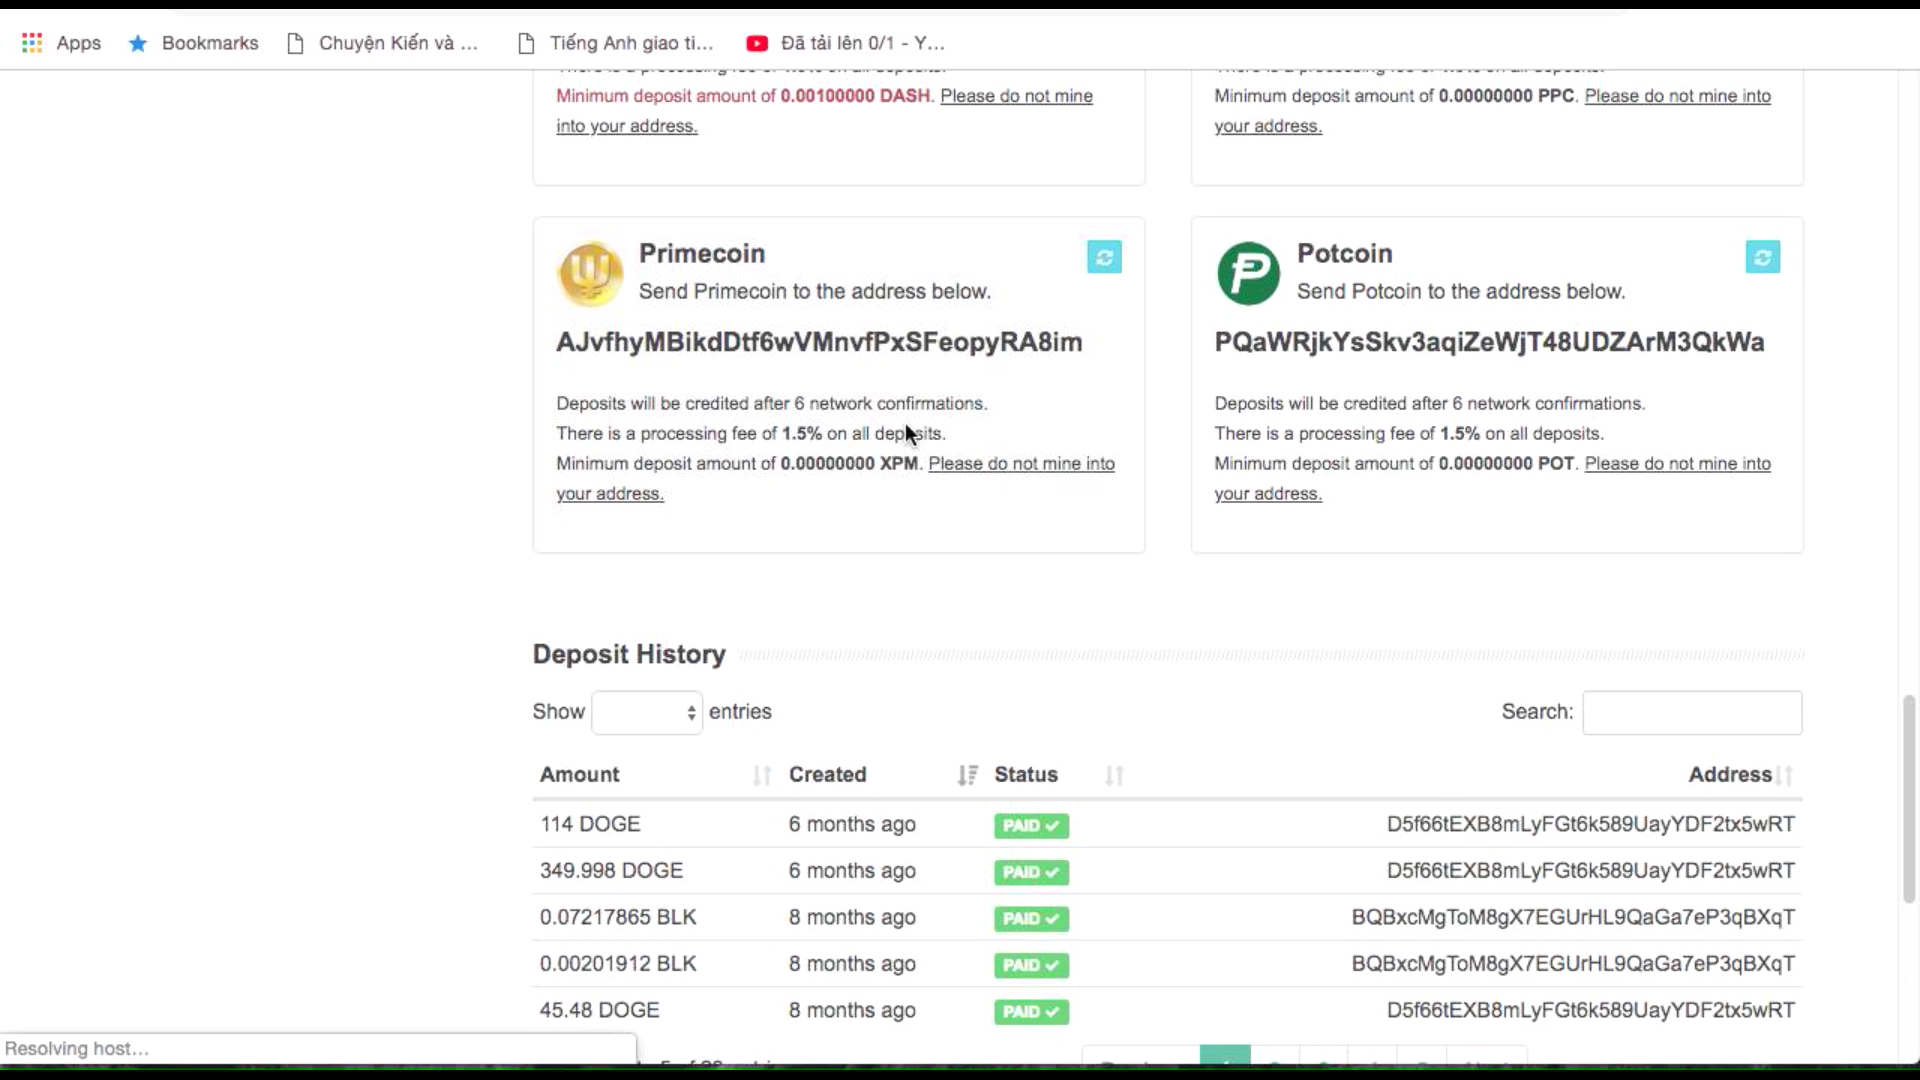 Apps
Bookmarks
Chuyện Kiến và ...
Tiếng Anh giao ti...
Đã tải lên 0/1 - Y...
Minimum deposit amount of 0.00100000 DASH. Please do not mine
into your address.
Minimum deposit amount of 0.00000000 PPC. Please do not mine into
your address.
Primecoin
Send Primecoin to the address below.
AJvfhyMBikdDtf6wVMnvfPxSFeopyRA8im
Deposits will be credited after 6 network confirmations.
There is a processing fee of 1.5% on all deposits.
Minimum deposit amount of 0.00000000 XPM. Please do not mine into
your address.
Potcoin
Send Potcoin to the address below.
PQaWRjkYsSkv3aqiZeWjT48UDZArM3QkWa
Deposits will be credited after 6 network confirmations.
There is a processing fee of 1.5% on all deposits.
Minimum deposit amount of 0.00000000 POT. Please do not mine into
your address.
Deposit History
Show entries
Search:
Amount Created Status Address
114 DOGE 6 months ago PAID D5f66tEXB8mLyFGt6k589UayYDF2tx5wRT
349.998 DOGE 6 months ago PAID D5f66tEXB8mLyFGt6k589UayYDF2tx5wRT
0.07217865 BLK 8 months ago PAID BQBxcMgToM8gX7EGUrHL9QaGa7eP3qBXqT
0.00201912 BLK 8 months ago PAID BQBxcMgToM8gX7EGUrHL9QaGa7eP3qBXqT
45.48 DOGE 8 months ago PAID D5f66tEXB8mLyFGt6k589UayYDF2tx5wRT
Resolving host...